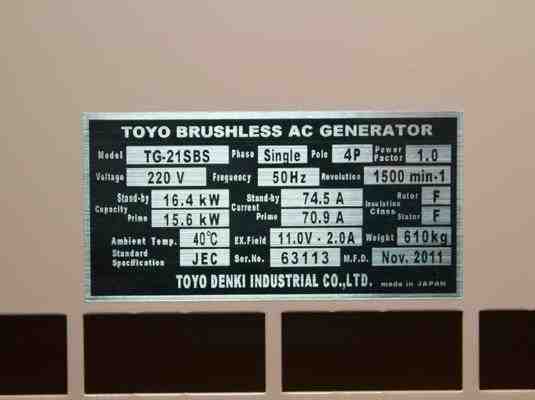 TOYO BRUSHLESS AC GENERATOR
Model TG-21SBS Phase Single Pole 4P Power Factor 1.0
Voltage 220 V Frequency 50Hz Revolution 1500 min-1
Capacity Stand-by 16.4 kW Current Stand-by 74.5 A Insulation Class Rotor F
Prime 15.6 kW Prime 70.9 A Stator F
Ambient Temp. 40℃ EX.Field 11.0V - 2.0A Weight 610kg
Standard Specification JEC Ser.No. 63113 M.F.D. Nov. 2011
TOYO DENKI INDUSTRIAL CO.,LTD. made in JAPAN